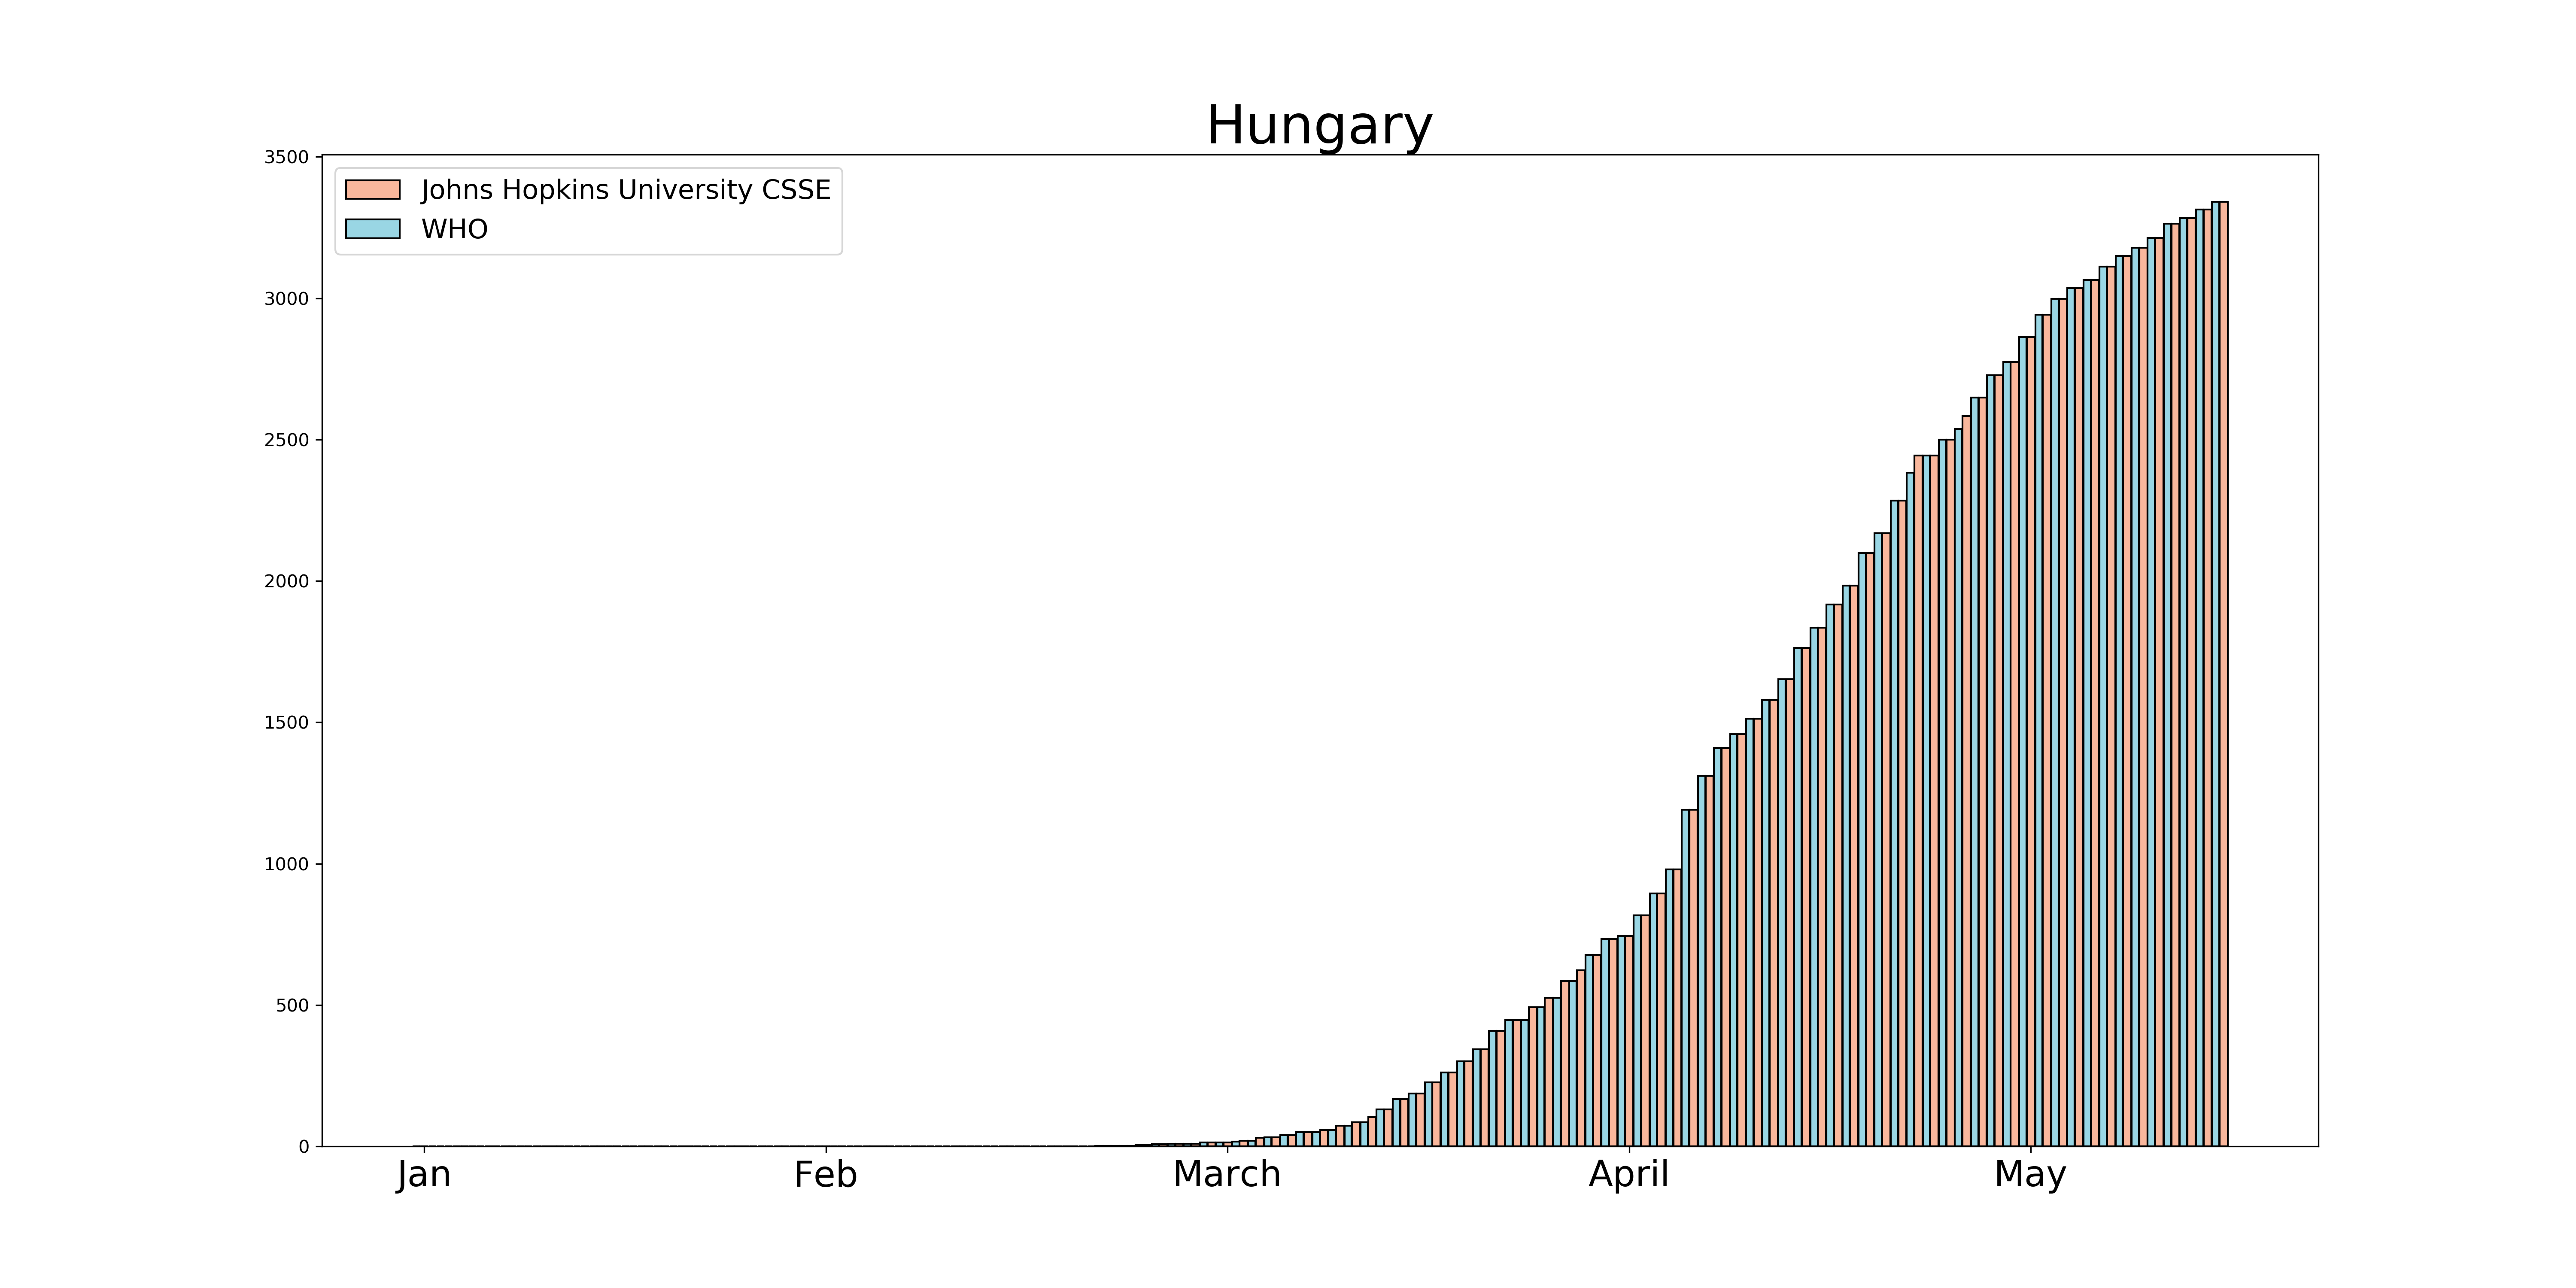 Hungary
3500
3000
2500
2000
1500
1000
500
0
Johns Hopkins University CSSE
WHO
Jan Feb March April May